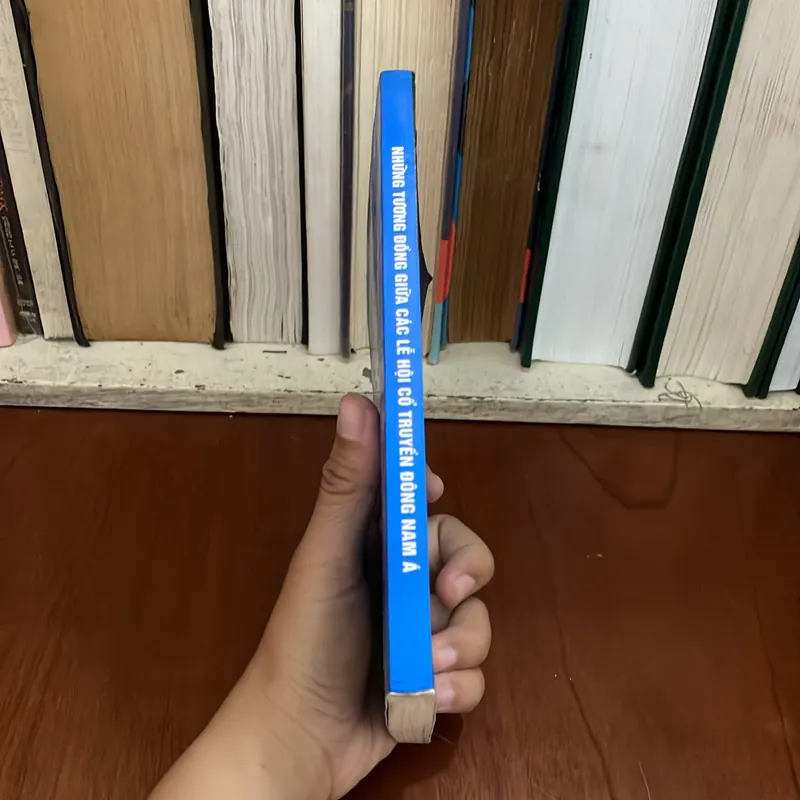 NHỮNG TƯƠNG ĐỒNG GIỮA CÁC LỄ HỘI CỔ TRUYỀN ĐÔNG NAM Á